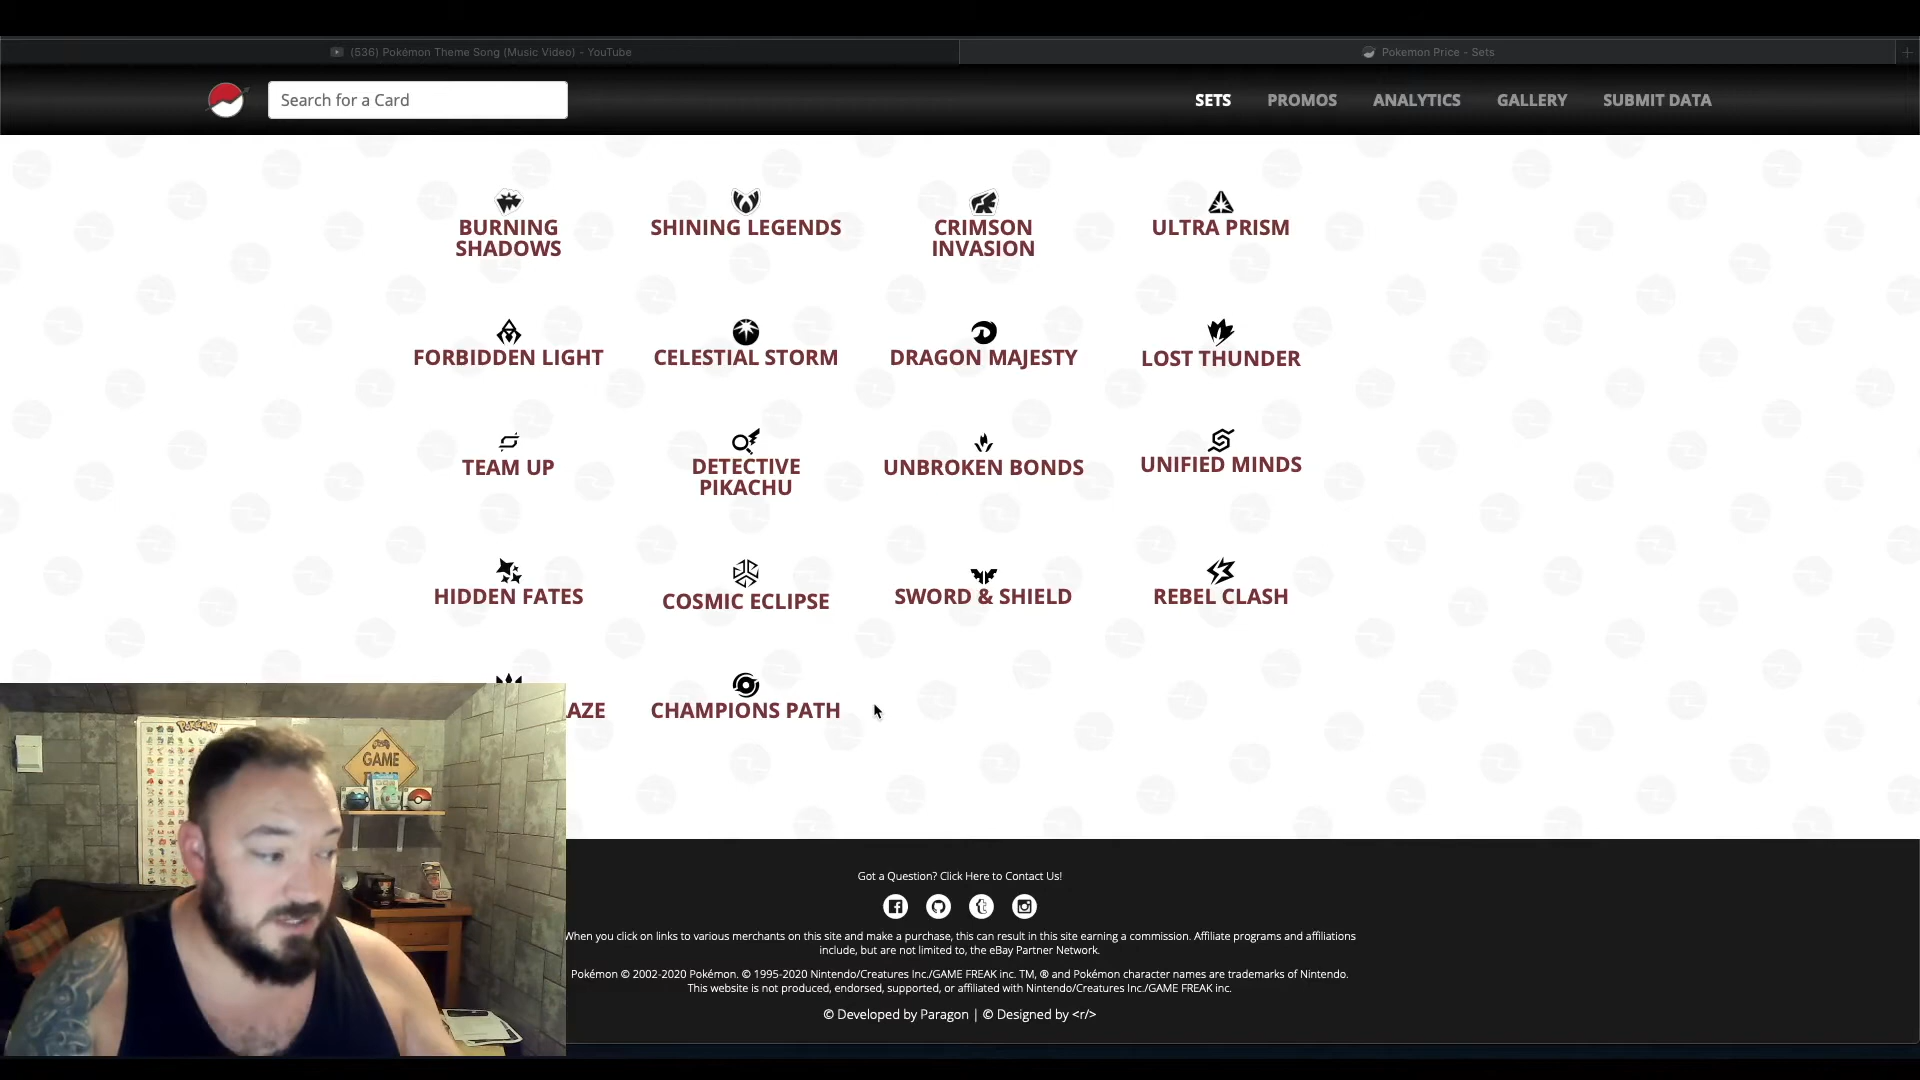 (536) Pokémon Theme Song (Music Video) - YouTube
Pokemon Price - Sets
Search for a Card
SETS
PROMOS
ANALYTICS
GALLERY
SUBMIT DATA
BURNING
SHADOWS
SHINING LEGENDS
CRIMSON
INVASION
ULTRA PRISM
FORBIDDEN LIGHT
CELESTIAL STORM
DRAGON MAJESTY
LOST THUNDER
TEAM UP
DETECTIVE
PIKACHU
UNBROKEN BONDS
UNIFIED MINDS
HIDDEN FATES
COSMIC ECLIPSE
SWORD & SHIELD
REBEL CLASH
AZE
CHAMPIONS PATH
POKéMON
GAME
Got a Question? Click Here to Contact Us!
When you click on links to various merchants on this site and make a purchase, this can result in this site earning a commission. Affiliate programs and affiliations
include, but are not limited to, the eBay Partner Network.
Pokémon © 2002-2020 Pokémon. © 1995-2020 Nintendo/Creatures Inc./GAME FREAK inc. TM, ® and Pokémon character names are trademarks of Nintendo.
This website is not produced, endorsed, supported, or affiliated with Nintendo/Creatures Inc./GAME FREAK inc.
© Developed by Paragon | © Designed by <r/>